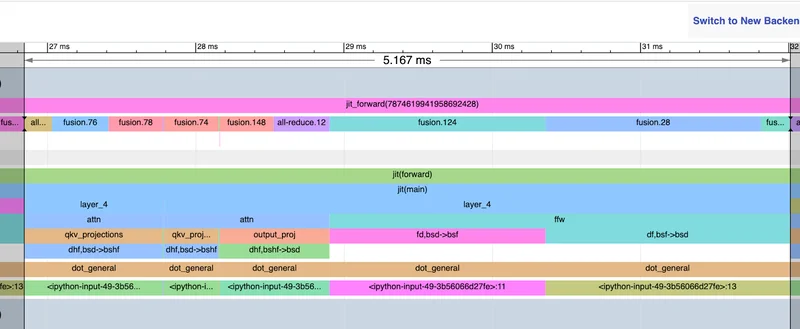 Switch to New Backen
27 ms 28 ms 29 ms 30 ms 31 ms 32
5.167 ms
jit_forward(7874619941958692428)
fus... all... fusion.76 fusion.78 fusion.74 fusion.148 all-reduce.12 fusion.124 fusion.28 fus... a
jit(forward)
jit(main)
layer_4 layer_4
attn attn ffw
qkv_projections qkv_proj... output_proj fd,bsd->bsf df,bsf->bsd
dhf,bsd->bshf dhf,bsd->bshf dhf,bshf->bsd
dot_general dot_general dot_general dot_general dot_general
fe>:13 <ipython-input-49-3b56... <ipython-i... <ipython-input-49-3b56... <ipython-input-49-3b56066d27fe>:11 <ipython-input-49-3b56066d27fe>:13